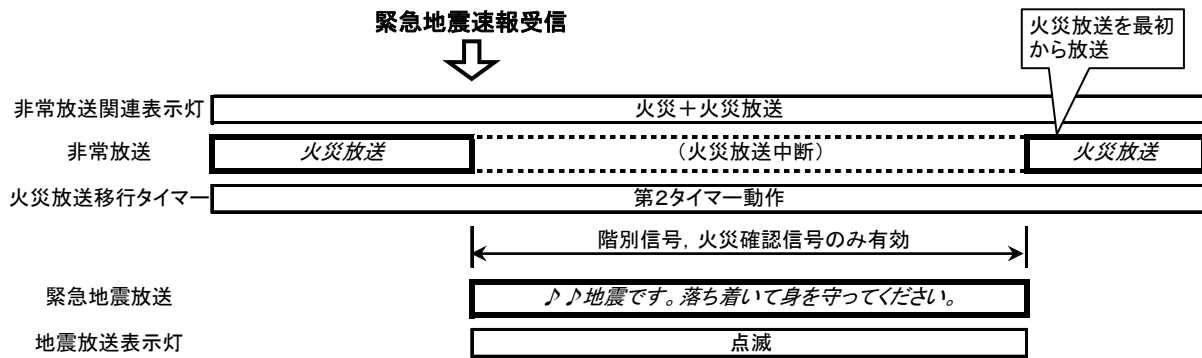 緊急地震速報受信
火災放送を最初
から放送
非常放送関連表示灯
火災＋火災放送
非常放送
火災放送
（火災放送中断）
火災放送
火災放送移行タイマー
第2タイマー動作
階別信号，火災確認信号のみ有効
緊急地震放送
♪♪地震です。落ち着いて身を守ってください。
地震放送表示灯
点滅